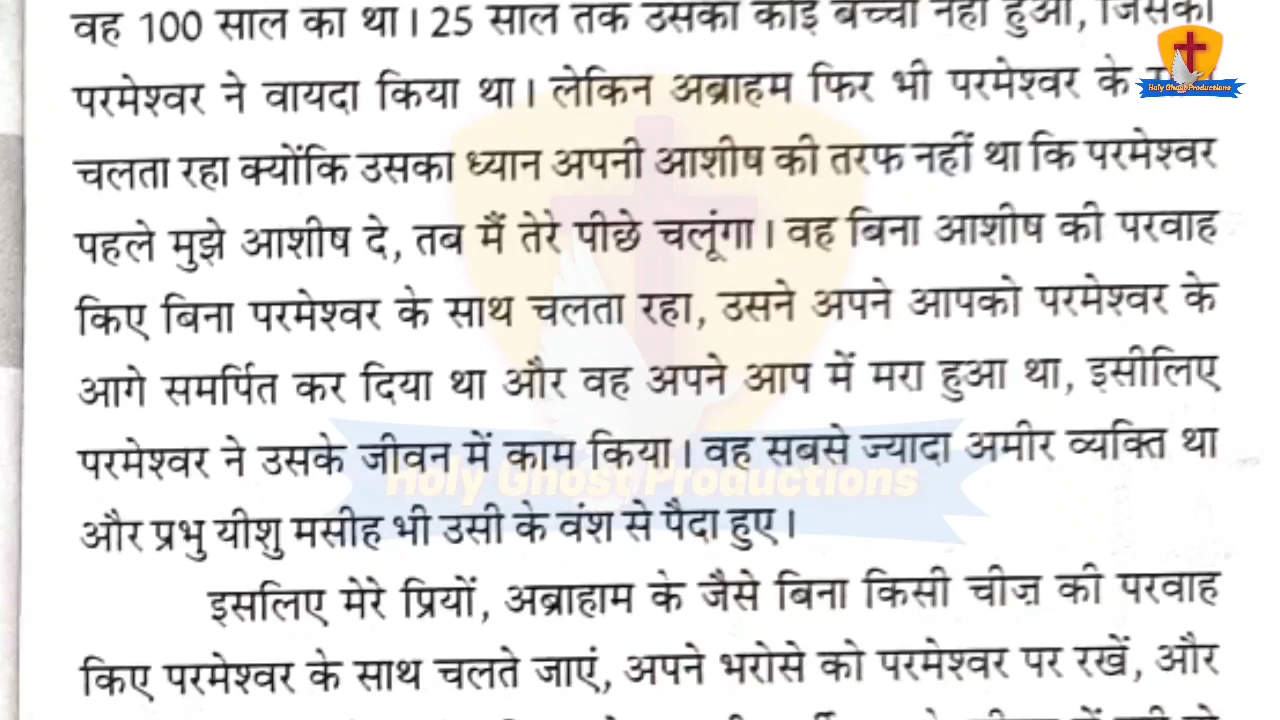 वह 100 साल का था। 25 साल तक उसका कोई बच्चा नहीं हुआ, जिसका
परमेश्वर ने वायदा किया था। लेकिन अब्राहम फिर भी परमेश्वर के
चलता रहा क्योंकि उसका ध्यान अपनी आशीष की तरफ नहीं था कि परमेश्वर
पहले मुझे आशीष दे, तब मैं तेरे पीछे चलूंगा। वह बिना आशीष की परवाह
किए बिना परमेश्वर के साथ चलता रहा, उसने अपने आपको परमेश्वर के
आगे समर्पित कर दिया था और वह अपने आप में मरा हुआ था, इसीलिए
परमेश्वर ने उसके जीवन में काम किया। वह सबसे ज्यादा अमीर व्यक्ति था
और प्रभु यीशु मसीह भी उसी के वंश से पैदा हुए।
इसलिए मेरे प्रियों, अब्राहाम के जैसे बिना किसी चीज़ की परवाह
किए परमेश्वर के साथ चलते जाएं, अपने भरोसे को परमेश्वर पर रखें, और
Holy Ghost Productions
Holy Ghost Productions